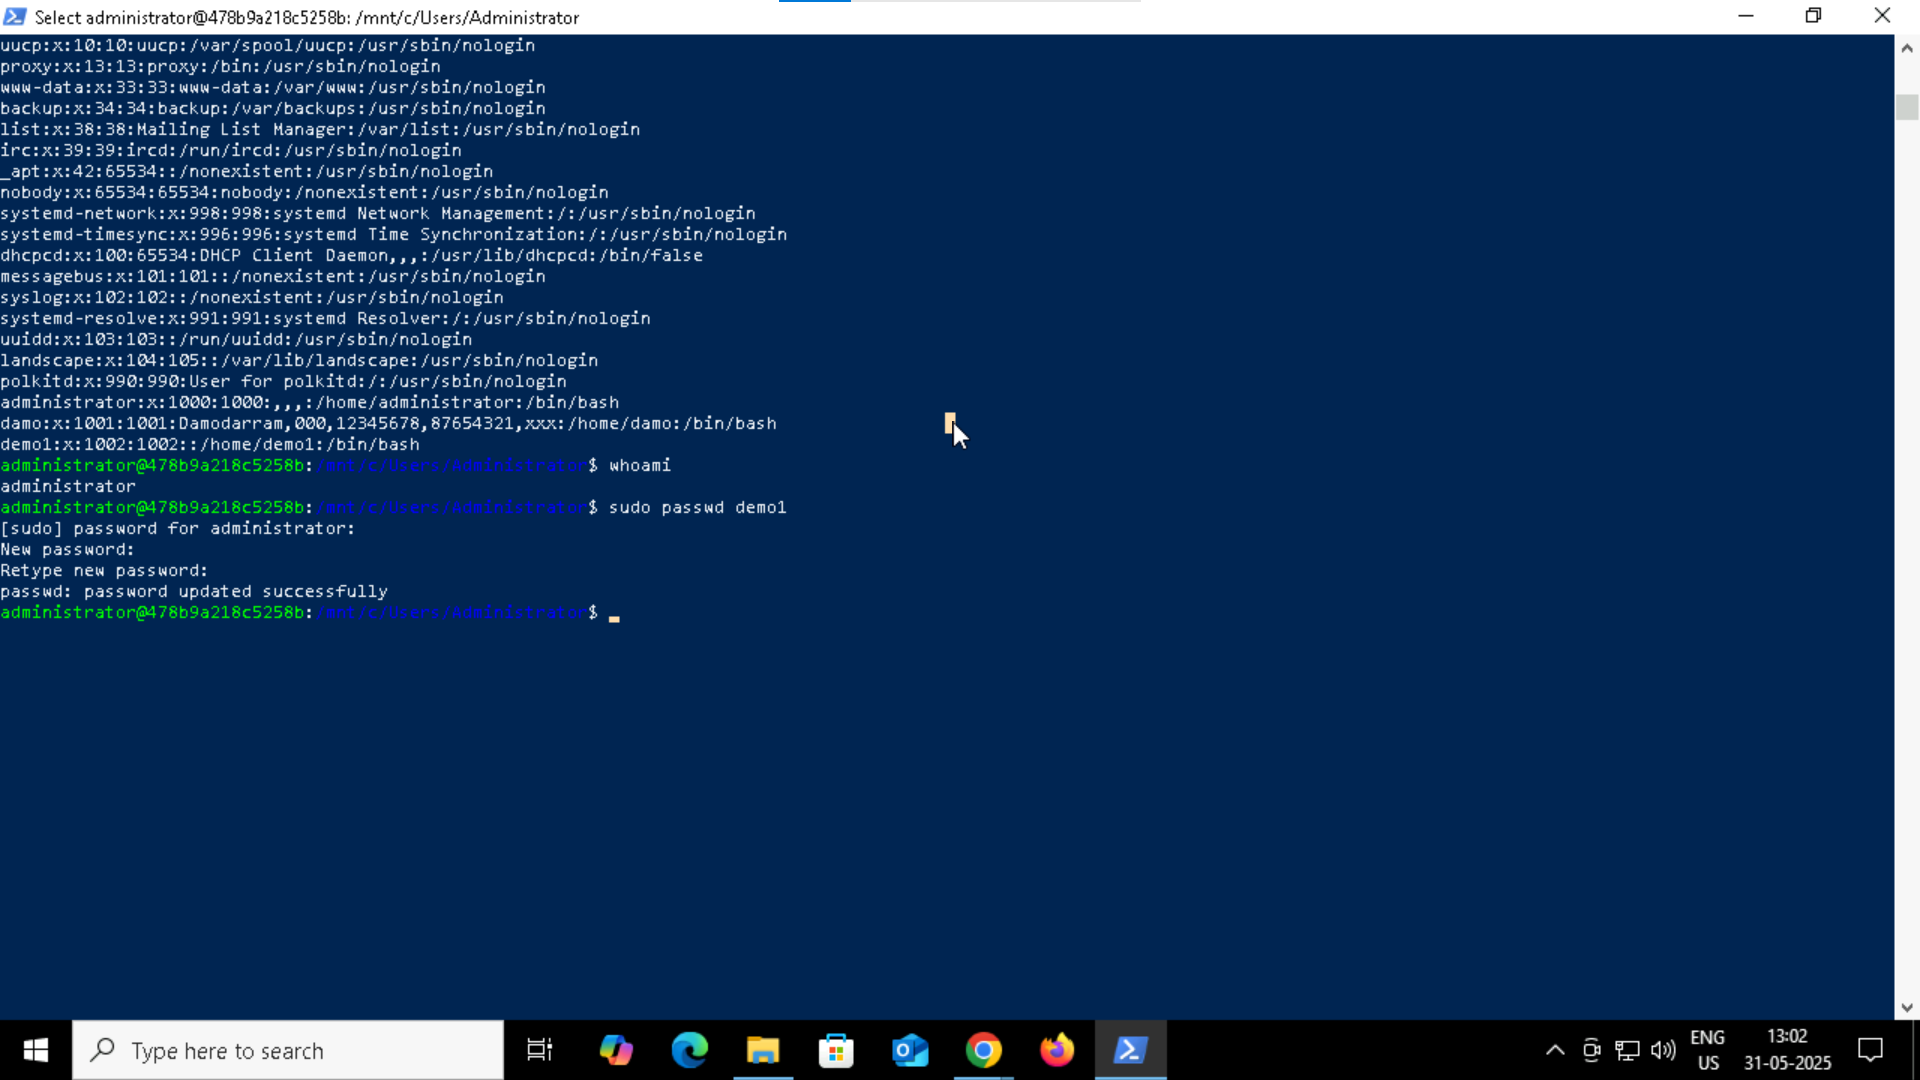 Select administrator@478b9a218c5258b: /mnt/c/Users/Administrator
uucp:x:10:10:uucp:/var/spool/uucp:/usr/sbin/nologin
proxy:x:13:13:proxy:/bin:/usr/sbin/nologin
www-data:x:33:33:www-data:/var/www:/usr/sbin/nologin
backup:x:34:34:backup:/var/backups:/usr/sbin/nologin
list:x:38:38:Mailing List Manager:/var/list:/usr/sbin/nologin
irc:x:39:39:ircd:/run/ircd:/usr/sbin/nologin
_apt:x:42:65534::/nonexistent:/usr/sbin/nologin
nobody:x:65534:65534:nobody:/nonexistent:/usr/sbin/nologin
systemd-network:x:998:998:systemd Network Management:/:/usr/sbin/nologin
systemd-timesync:x:996:996:systemd Time Synchronization:/:/usr/sbin/nologin
dhcpcd:x:100:65534:DHCP Client Daemon,,,:/usr/lib/dhcpcd:/bin/false
messagebus:x:101:101::/nonexistent:/usr/sbin/nologin
syslog:x:102:102::/nonexistent:/usr/sbin/nologin
systemd-resolve:x:991:991:systemd Resolver:/:/usr/sbin/nologin
uuidd:x:103:103::/run/uuidd:/usr/sbin/nologin
landscape:x:104:105::/var/lib/landscape:/usr/sbin/nologin
polkitd:x:990:990:User for polkitd:/:/usr/sbin/nologin
administrator:x:1000:1000:,,,:/home/administrator:/bin/bash
damo:x:1001:1001:Damodarram,000,12345678,87654321,xxx:/home/damo:/bin/bash
demo1:x:1002:1002::/home/demo1:/bin/bash
administrator@478b9a218c5258b:/mnt/c/Users/Administrator$ whoami
administrator
administrator@478b9a218c5258b:/mnt/c/Users/Administrator$ sudo passwd demo1
[sudo] password for administrator:
New password:
Retype new password:
passwd: password updated successfully
administrator@478b9a218c5258b:/mnt/c/Users/Administrator$
Type here to search
ENG
US
13:02
31-05-2025